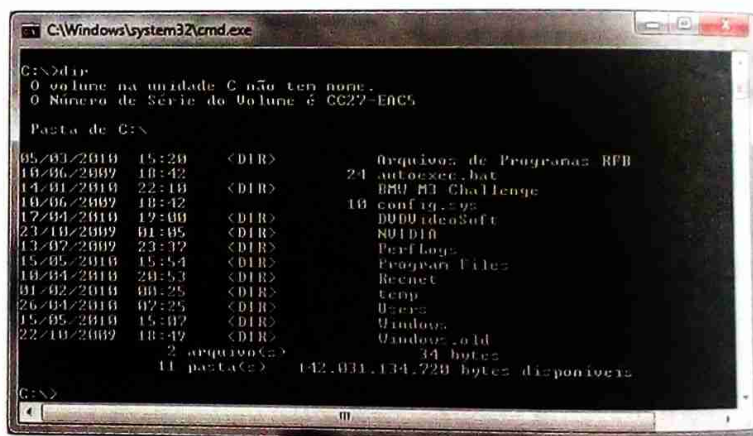 C:\Windows\system32\cmd.exe
C:\>dir
O volume na unidade C não tem nome.
O Número de Série do Volume é CC27-EAC5
Pasta de C:\
05/03/2010 15:20 <DIR> Arquivos de Programas RFB
10/06/2009 18:42 24 autoexec.bat
14/01/2010 22:10 <DIR> BMW M3 Challenge
10/06/2009 18:42 10 config.sys
17/04/2010 19:00 <DIR> DVDVideoSoft
23/10/2009 01:05 <DIR> NVIDIA
13/07/2009 23:37 <DIR> PerfLogs
15/05/2010 15:54 <DIR> Program Files
10/04/2010 20:53 <DIR> Recnet
01/02/2010 00:25 <DIR> temp
26/04/2010 07:25 <DIR> Users
15/05/2010 15:07 <DIR> Windows
22/10/2009 18:49 <DIR> Windows.old
2 arquivo(s) 34 bytes
11 pasta(s) 142.031.134.720 bytes disponíveis
C:\>